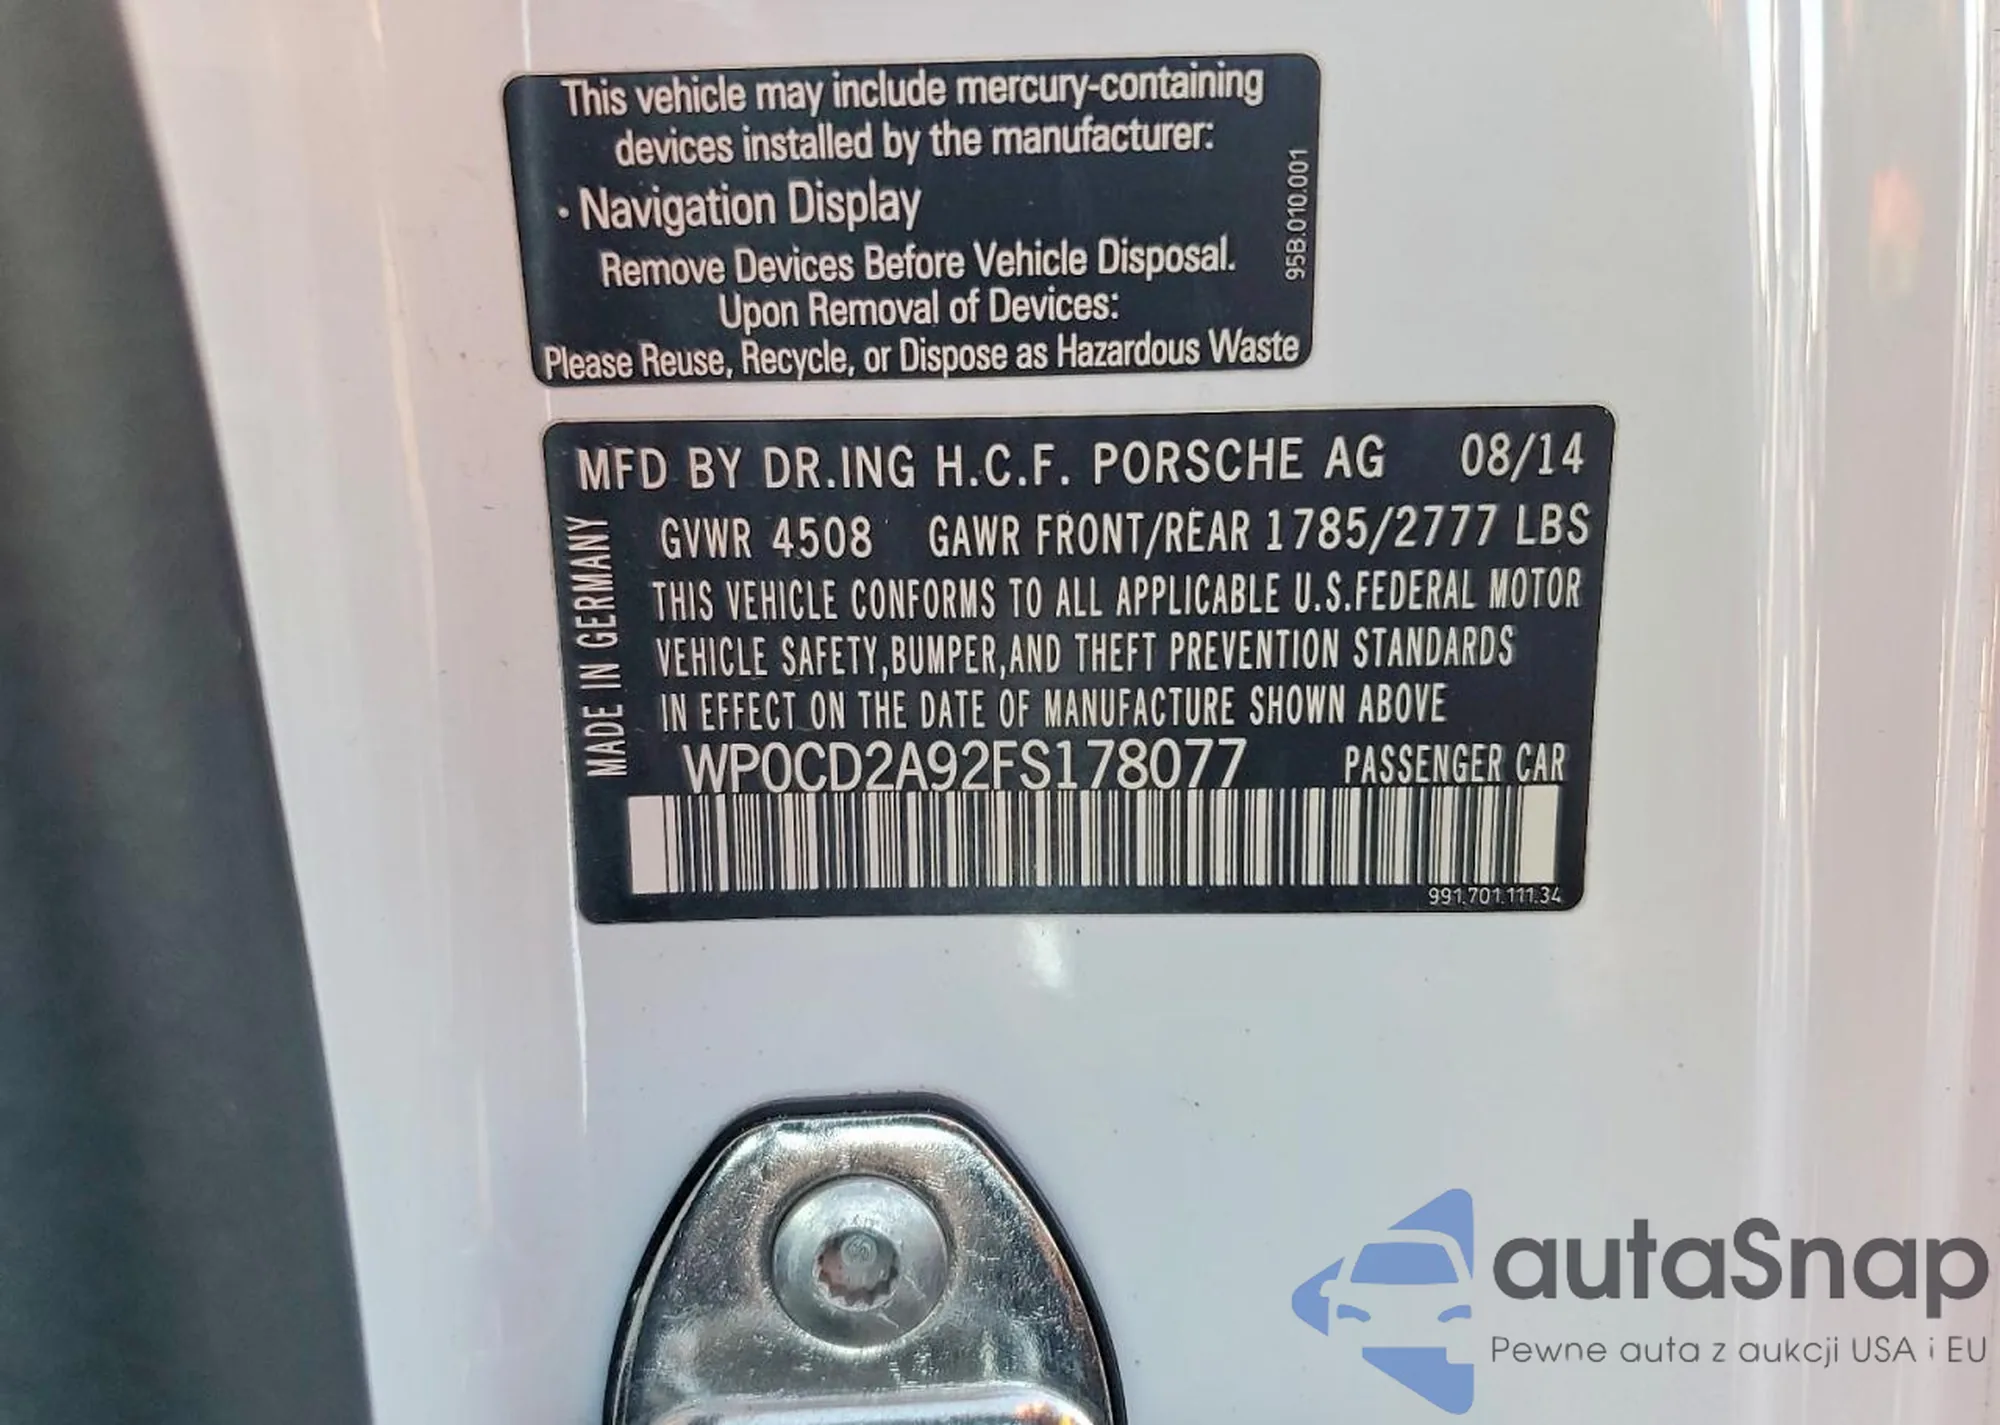 This vehicle may include mercury-containing
devices installed by the manufacturer:
· Navigation Display
Remove Devices Before Vehicle Disposal.
Upon Removal of Devices:
Please Reuse, Recycle, or Dispose as Hazardous Waste
95B.010.001
MFD BY DR.ING H.C.F. PORSCHE AG 08/14
GVWR 4508 GAWR FRONT/REAR 1785/2777 LBS
THIS VEHICLE CONFORMS TO ALL APPLICABLE U.S.FEDERAL MOTOR
VEHICLE SAFETY,BUMPER,AND THEFT PREVENTION STANDARDS
IN EFFECT ON THE DATE OF MANUFACTURE SHOWN ABOVE
WP0CD2A92FS178077 PASSENGER CAR
MADE IN GERMANY
991.701.111.34
autaSnap
Pewne auta z aukcji USA i EU